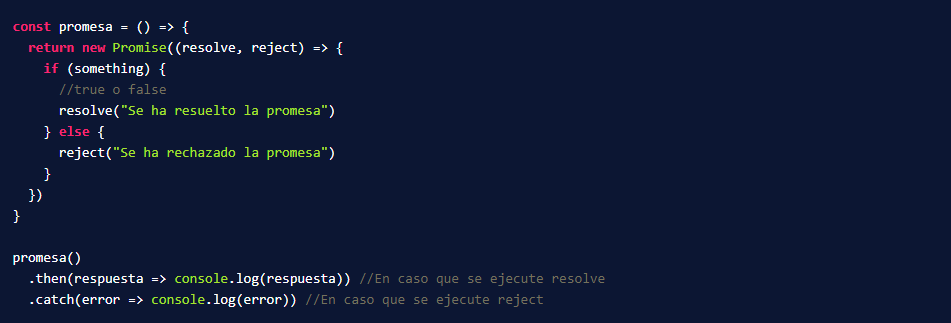 const promesa = () => {
  return new Promise((resolve, reject) => {
    if (something) {
      //true o false
      resolve("Se ha resuelto la promesa")
    } else {
      reject("Se ha rechazado la promesa")
    }
  })
}

promesa()
  .then(respuesta => console.log(respuesta)) //En caso que se ejecute resolve
  .catch(error => console.log(error)) //En caso que se ejecute reject